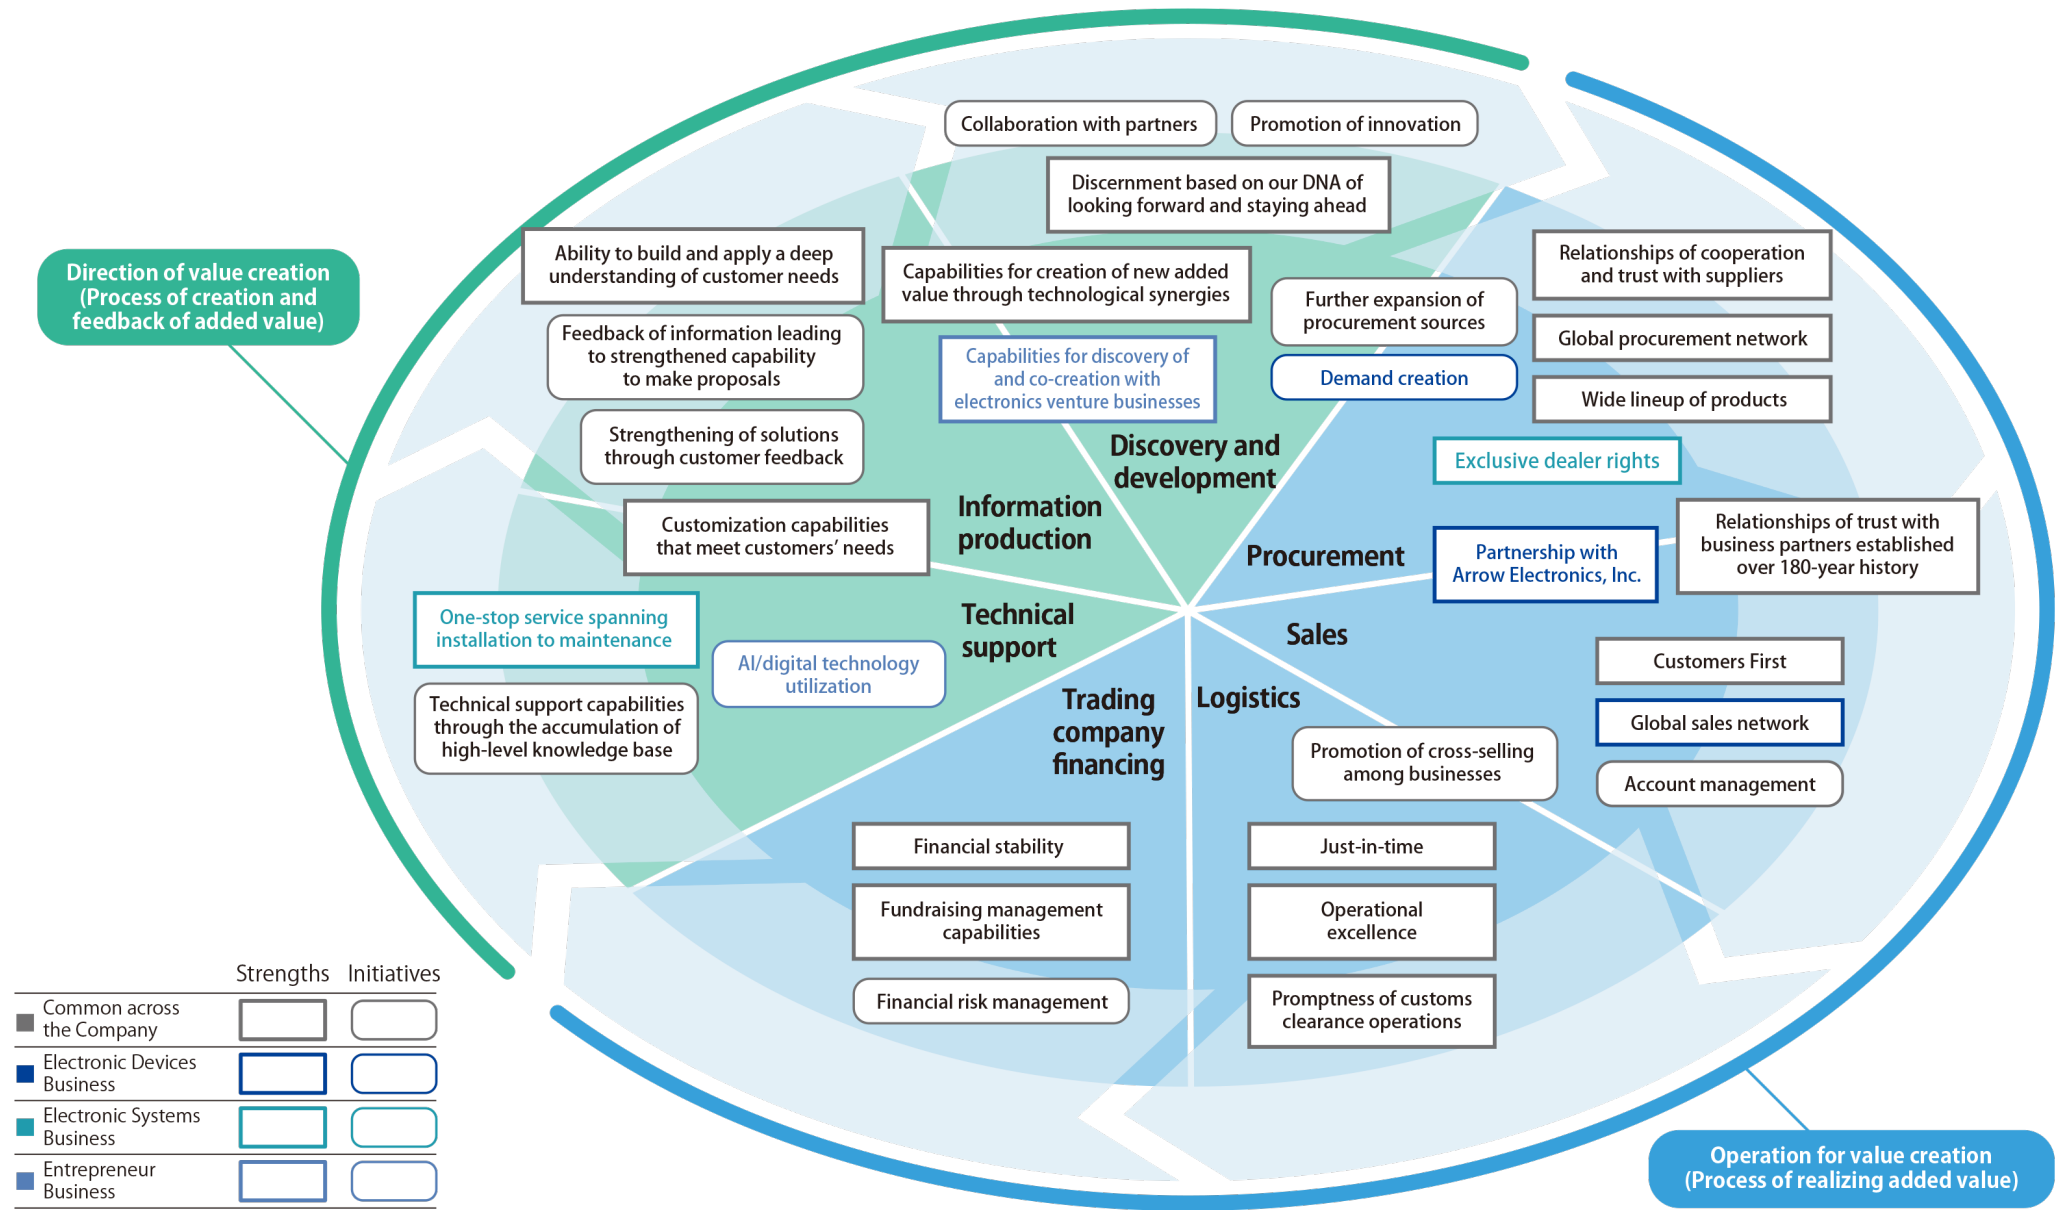 Collaboration with partners
Promotion of innovation
Discernment based on our DNA of
looking forward and staying ahead
Ability to build and apply a deep
understanding of customer needs
Capabilities for creation of new added
value through technological synergies
Further expansion of
procurement sources
Relationships of cooperation
and trust with suppliers
Direction of value creation
(Process of creation and
feedback of added value)
Feedback of information leading
to strengthened capability
to make proposals
Capabilities for discovery of
and co-creation with
electronics venture businesses
Demand creation
Global procurement network
Wide lineup of products
Strengthening of solutions
through customer feedback
Discovery and
development
Exclusive dealer rights
Customization capabilities
that meet customers’ needs
Information
production
Procurement
Partnership with
Arrow Electronics, Inc.
Relationships of trust with
business partners established
over 180-year history
One-stop service spanning
installation to maintenance
AI/digital technology
utilization
Technical
support
Sales
Customers First
Technical support capabilities
through the accumulation of
high-level knowledge base
Trading
company
financing
Logistics
Promotion of cross-selling
among businesses
Global sales network
Account management
Financial stability
Just-in-time
Fundraising management
capabilities
Operational
excellence
Financial risk management
Promptness of customs
clearance operations
Strengths
Initiatives
Common across
the Company
Electronic Devices
Business
Electronic Systems
Business
Entrepreneur
Business
Operation for value creation
(Process of realizing added value)